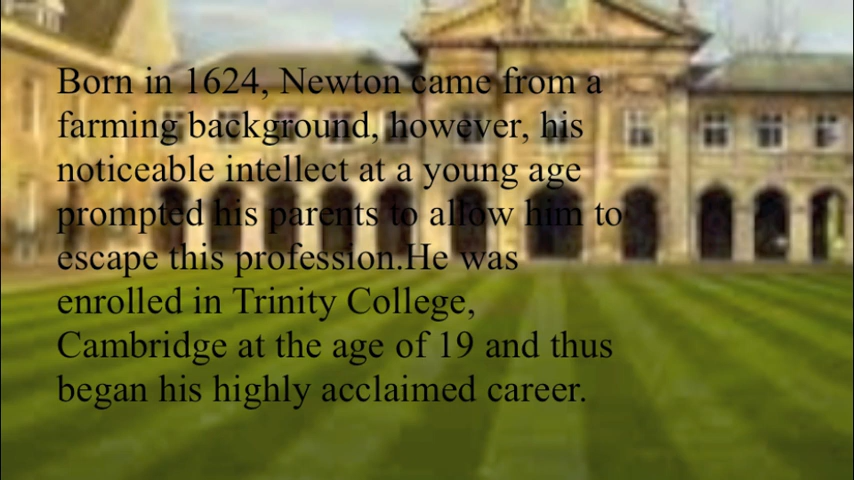 Born in 1624, Newton came from a
farming background, however, his
noticeable intellect at a young age
prompted his parents to allow him to
escape this profession.He was
enrolled in Trinity College,
Cambridge at the age of 19 and thus
began his highly acclaimed career.